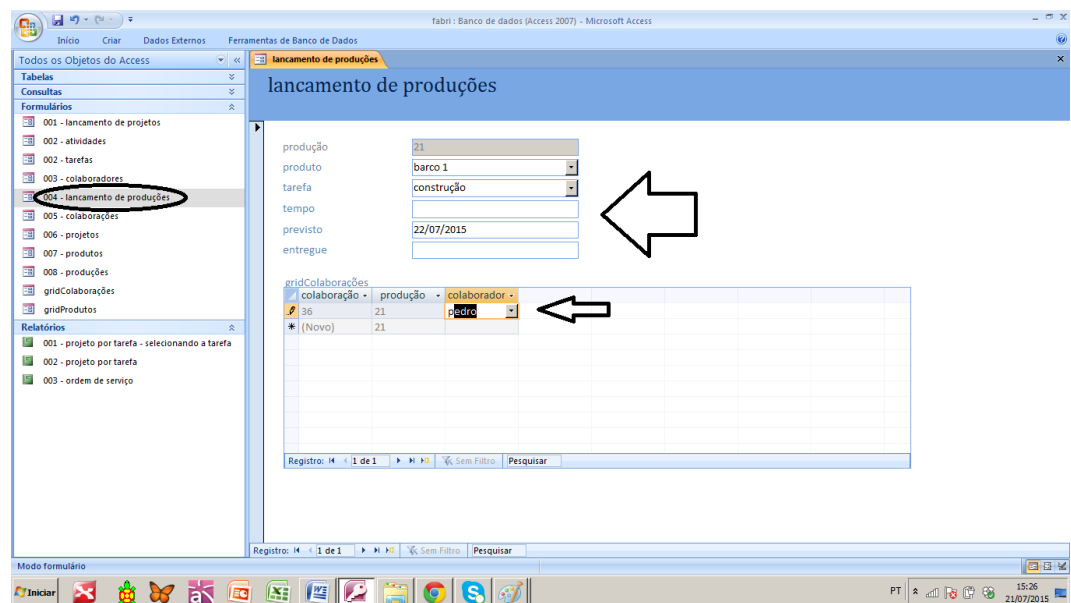 fabri : Banco de dados (Access 2007) - Microsoft Access
Início Criar Dados Externos Ferramentas de Banco de Dados
Todos os Objetos do Access
Tabelas
Consultas
Formulários
001 - lancamento de projetos
002 - atividades
002 - tarefas
003 - colaboradores
004 - lancamento de produções
005 - colaborações
006 - projetos
007 - produtos
008 - produções
gridColaborações
gridProdutos
Relatórios
001 - projeto por tarefa - selecionando a tarefa
002 - projeto por tarefa
003 - ordem de serviço
lancamento de produções
lancamento de produções
produção 21
produto barco 1
tarefa construção
tempo
previsto 22/07/2015
entregue
gridColaborações
colaboração produção colaborador
36 21 pedro
(Novo) 21
Registro: 1 de 1 Sem Filtro Pesquisar
Registro: 1 de 1 Sem Filtro Pesquisar
Modo formulário
Iniciar PT 15:26
21/07/2015